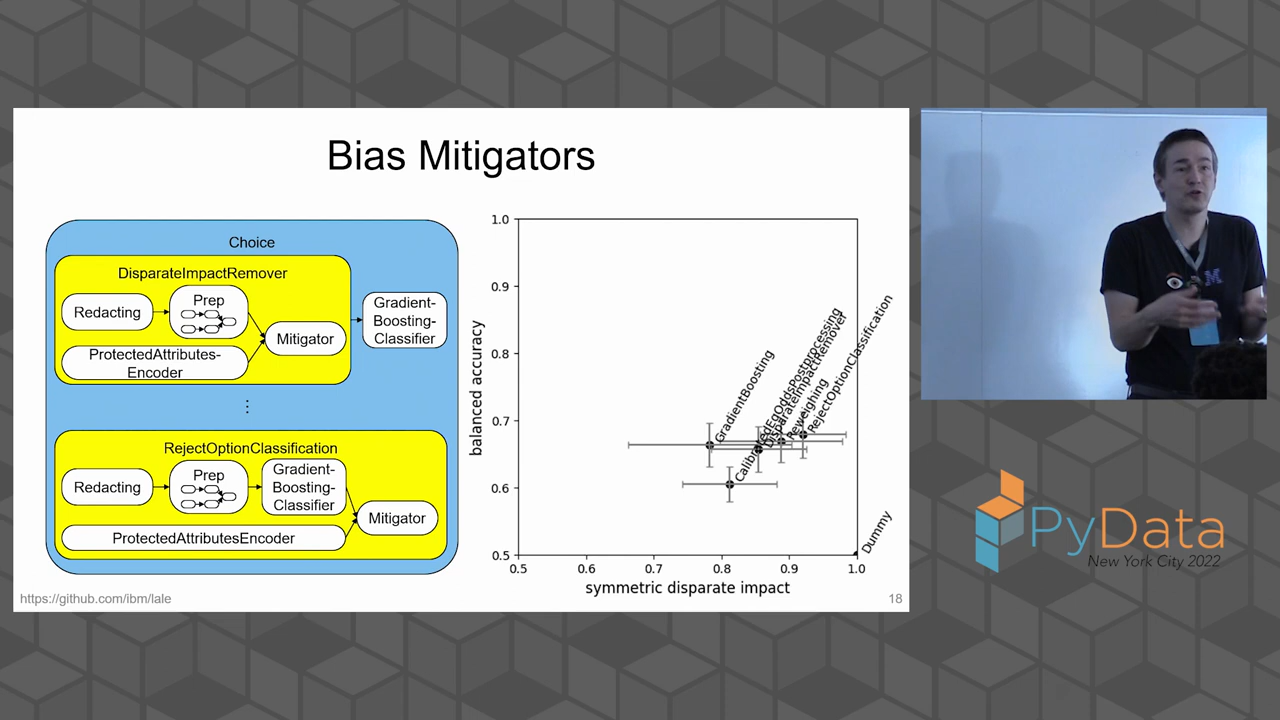 Bias Mitigators
Choice
DisparateImpactRemover
Redacting
Prep
ProtectedAttributes-
Encoder
Mitigator
Gradient-
Boosting-
Classifier
⋮
RejectOptionClassification
Redacting
Prep
Gradient-
Boosting-
Classifier
ProtectedAttributesEncoder
Mitigator
balanced accuracy
1.0
0.9
0.8
0.7
0.6
0.5
GradientBoosting
DisparateImpactRemover
Reweighing
RejectOptionClassification
Dummy
0.5
0.6
0.7
0.8
0.9
1.0
symmetric disparate impact
https://github.com/ibm/lale
18
M
PyData
New York City 2022